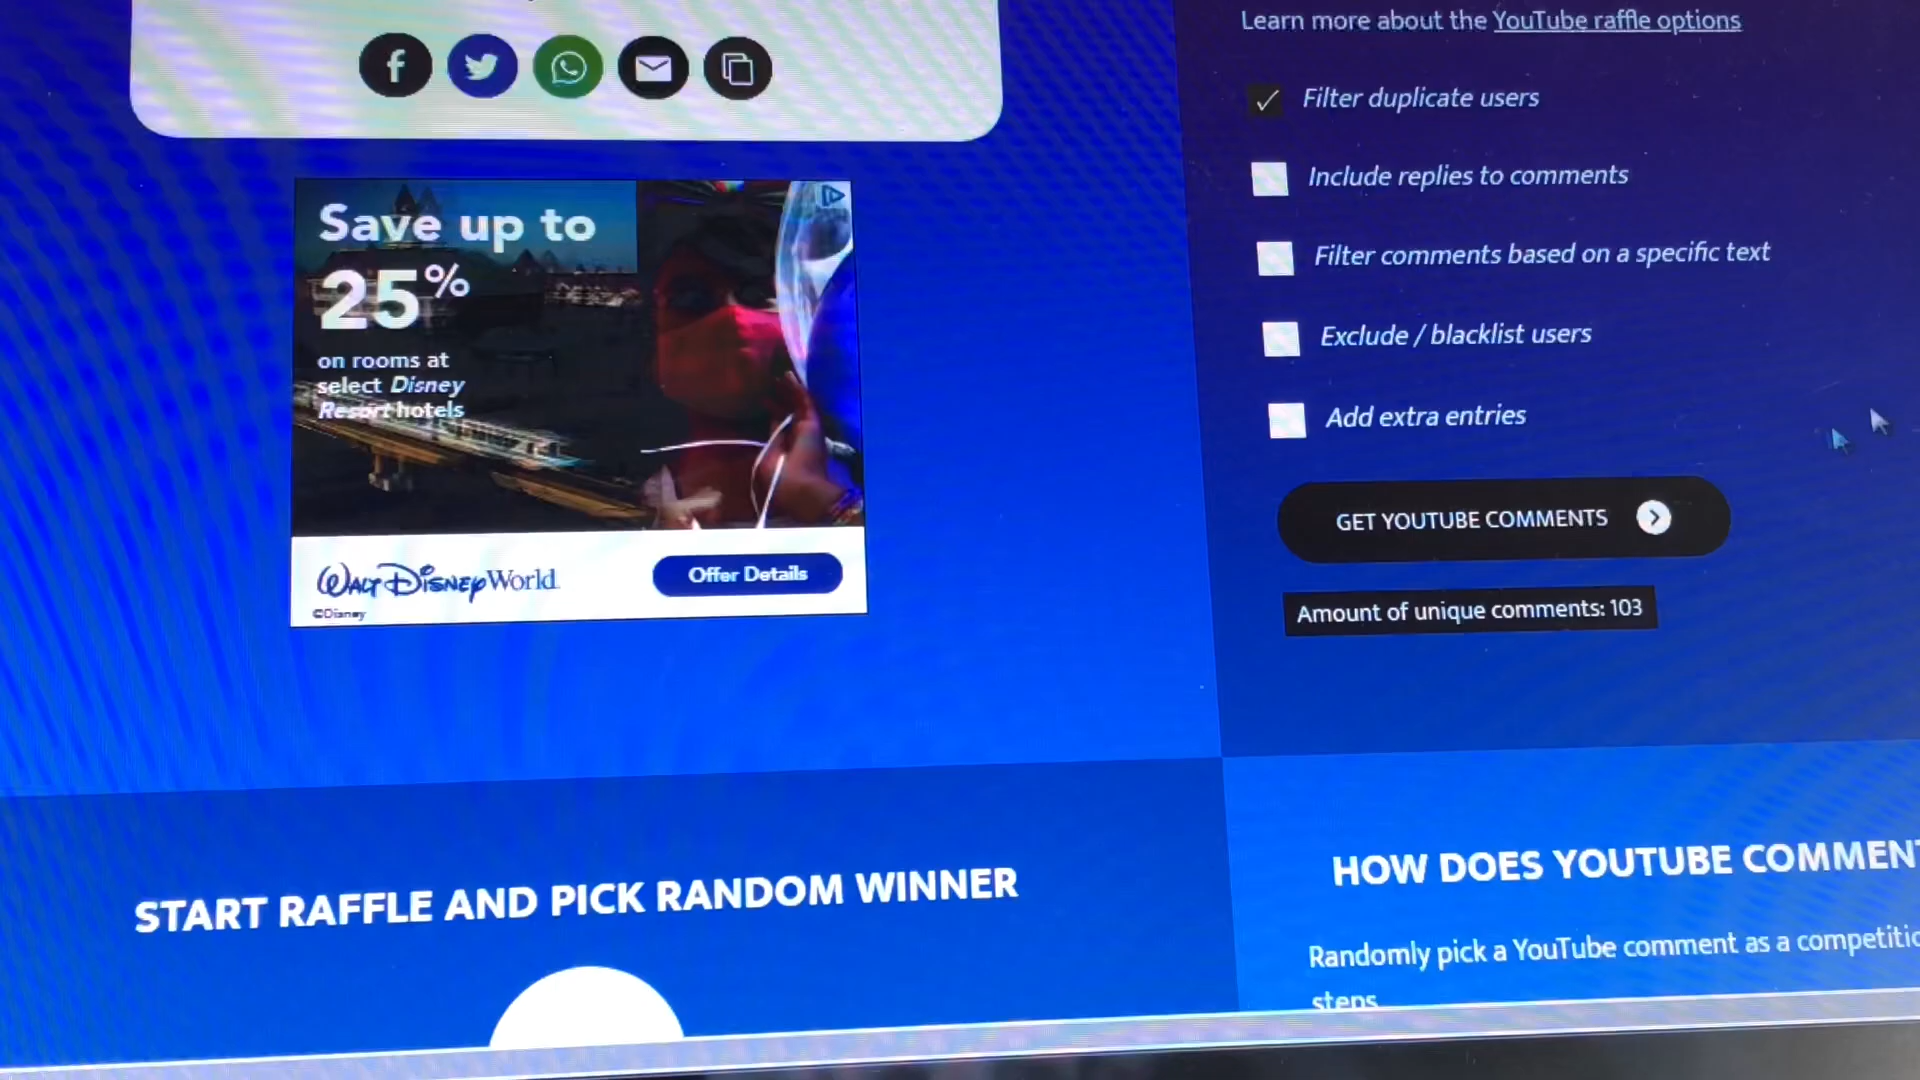 Learn more about the YouTube raffle options
Filter duplicate users
Include replies to comments
Filter comments based on a specific text
Exclude / blacklist users
Add extra entries
GET YOUTUBE COMMENTS
Amount of unique comments: 103
Save up to
25%
on rooms at
select Disney
Resort hotels
WALT DISNEY World
©Disney
Offer Details
START RAFFLE AND PICK RANDOM WINNER
HOW DOES YOUTUBE COMMENT
Randomly pick a YouTube comment as a competitio
steps